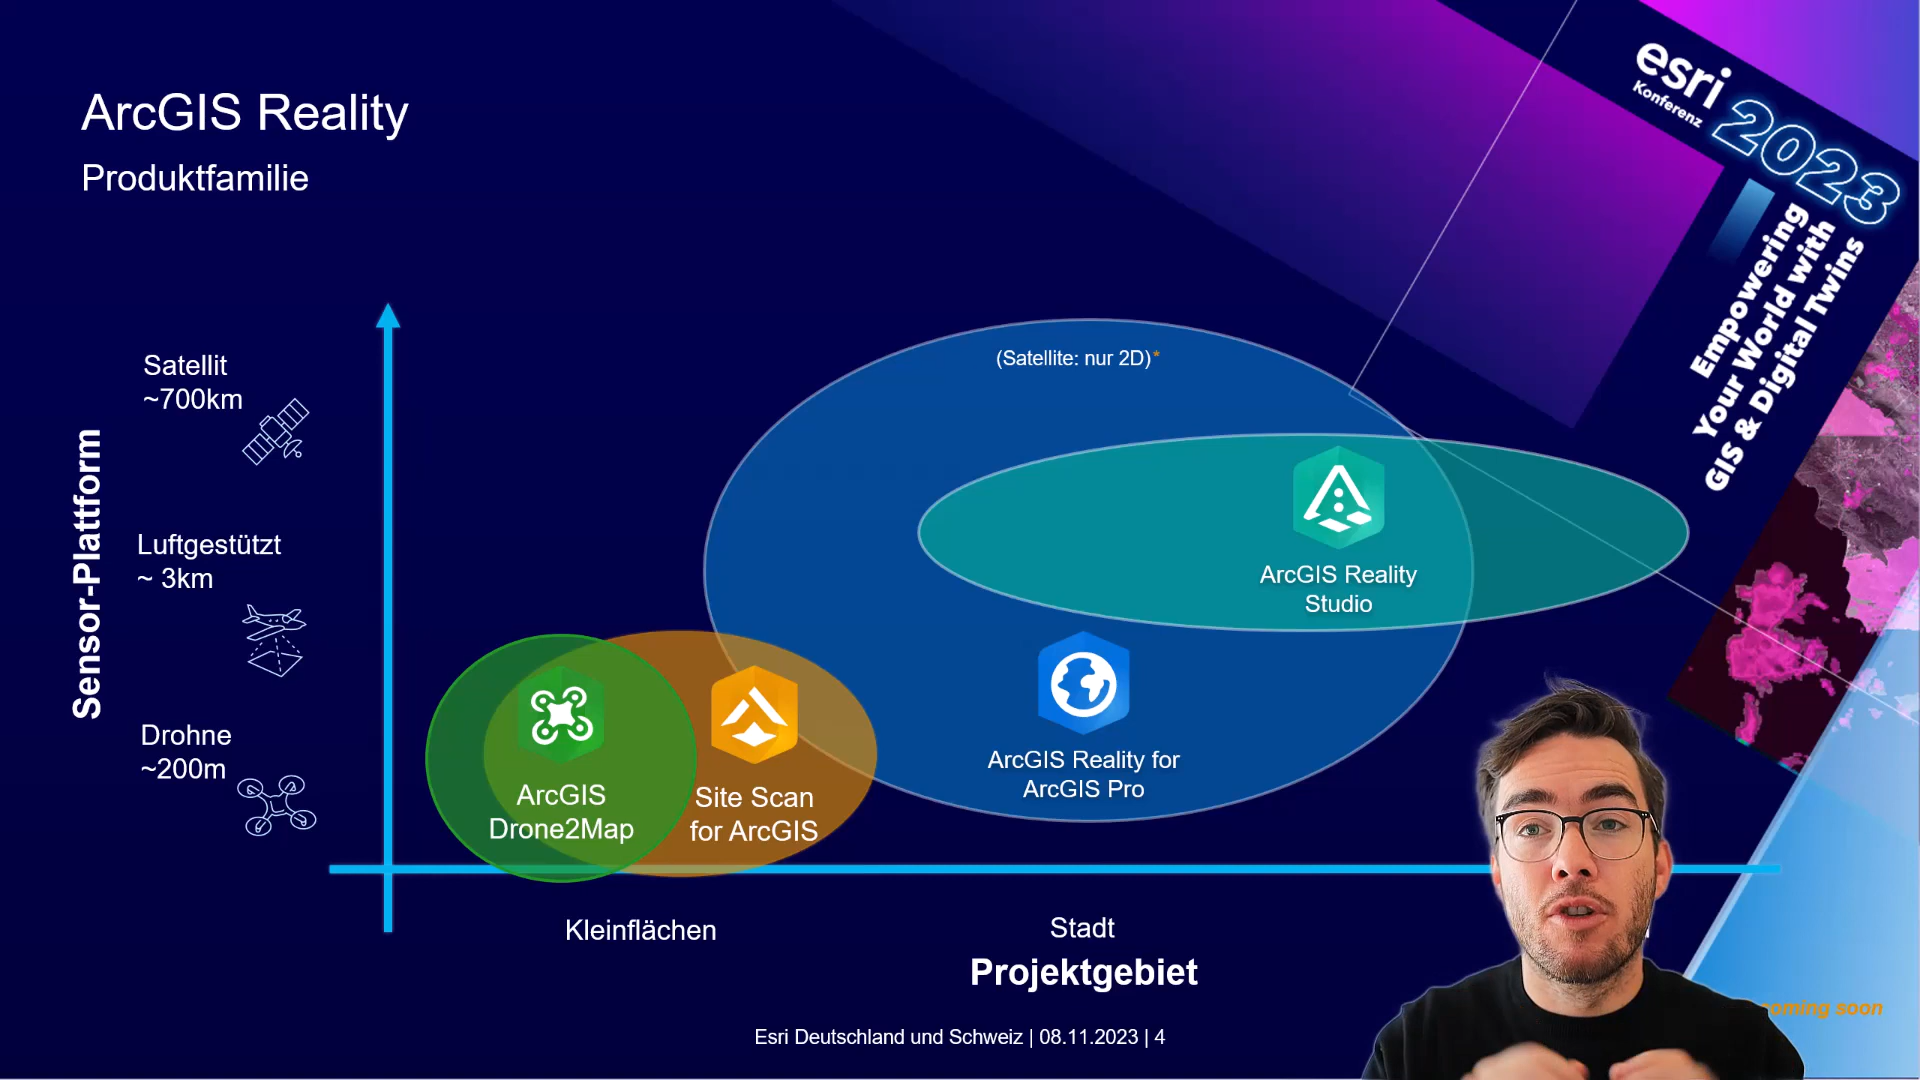 ArcGIS Reality
Produktfamilie
esri
Konferenz
2023
Empowering
Your World with
GIS & Digital Twins
Sensor-Plattform
Satellit
~700km
Luftgestützt
~ 3km
Drohne
~200m
(Satellite: nur 2D)*
ArcGIS Reality
Studio
ArcGIS Reality for
ArcGIS Pro
ArcGIS
Drone2Map
Site Scan
for ArcGIS
Kleinflächen
Stadt
Projektgebiet
coming soon
Esri Deutschland und Schweiz | 08.11.2023 | 4